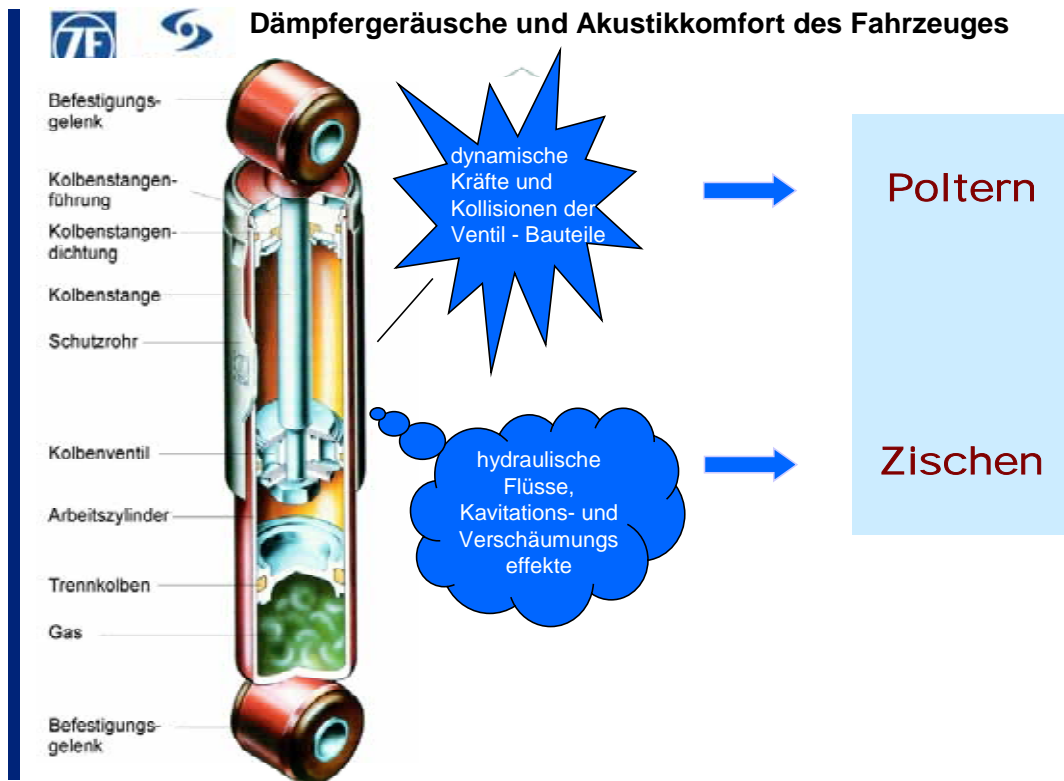 ZF
Dämpfergeräusche und Akustikkomfort des Fahrzeuges
Befestigungs-
gelenk
Kolbenstangen-
führung
Kolbenstangen-
dichtung
Kolbenstange
Schutzrohr
Kolbenventil
Arbeitszylinder
Trennkolben
Gas
Befestigungs-
gelenk
dynamische
Kräfte und
Kollisionen der
Ventil - Bauteile
Poltern
hydraulische
Flüsse,
Kavitations- und
Verschäumungs
effekte
Zischen